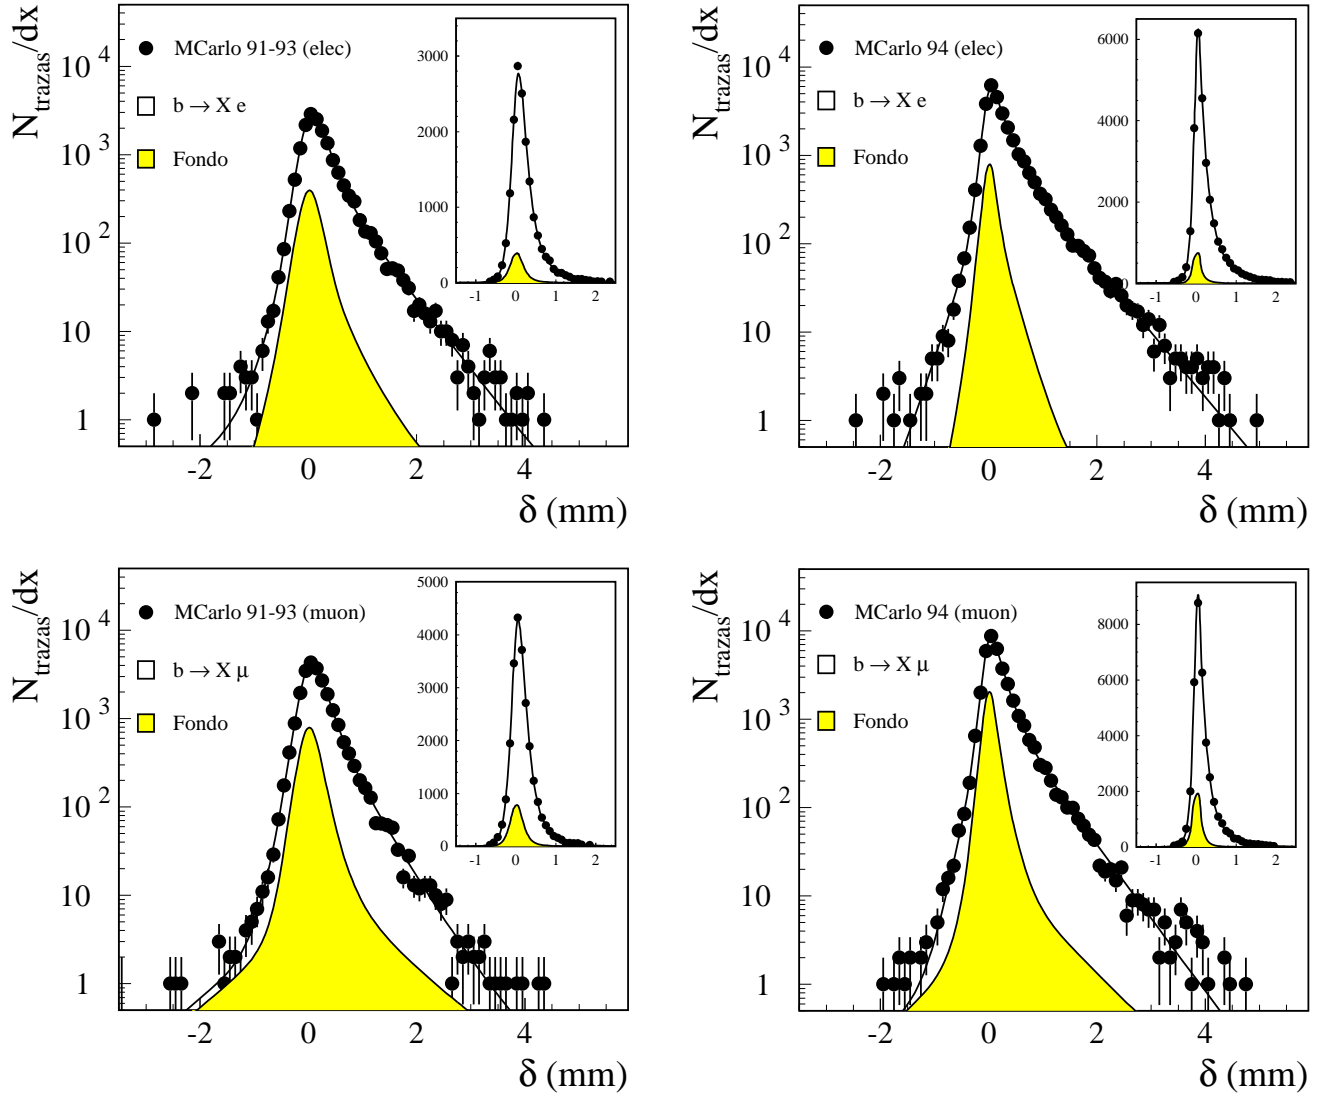 N_trazas/dx
MCarlo 91-93 (elec)
b → X e
Fondo
10^4
10^3
10^2
10
1
-2 0 2 4
δ (mm)
3000
2000
1000
0
-1 0 1 2
N_trazas/dx
MCarlo 94 (elec)
b → X e
Fondo
10^4
10^3
10^2
10
1
-2 0 2 4
δ (mm)
6000
4000
2000
0
-1 0 1 2
N_trazas/dx
MCarlo 91-93 (muon)
b → X μ
Fondo
10^4
10^3
10^2
10
1
-2 0 2 4
δ (mm)
5000
4000
3000
2000
1000
0
-1 0 1 2
N_trazas/dx
MCarlo 94 (muon)
b → X μ
Fondo
10^4
10^3
10^2
10
1
-2 0 2 4
δ (mm)
8000
6000
4000
2000
0
-1 0 1 2